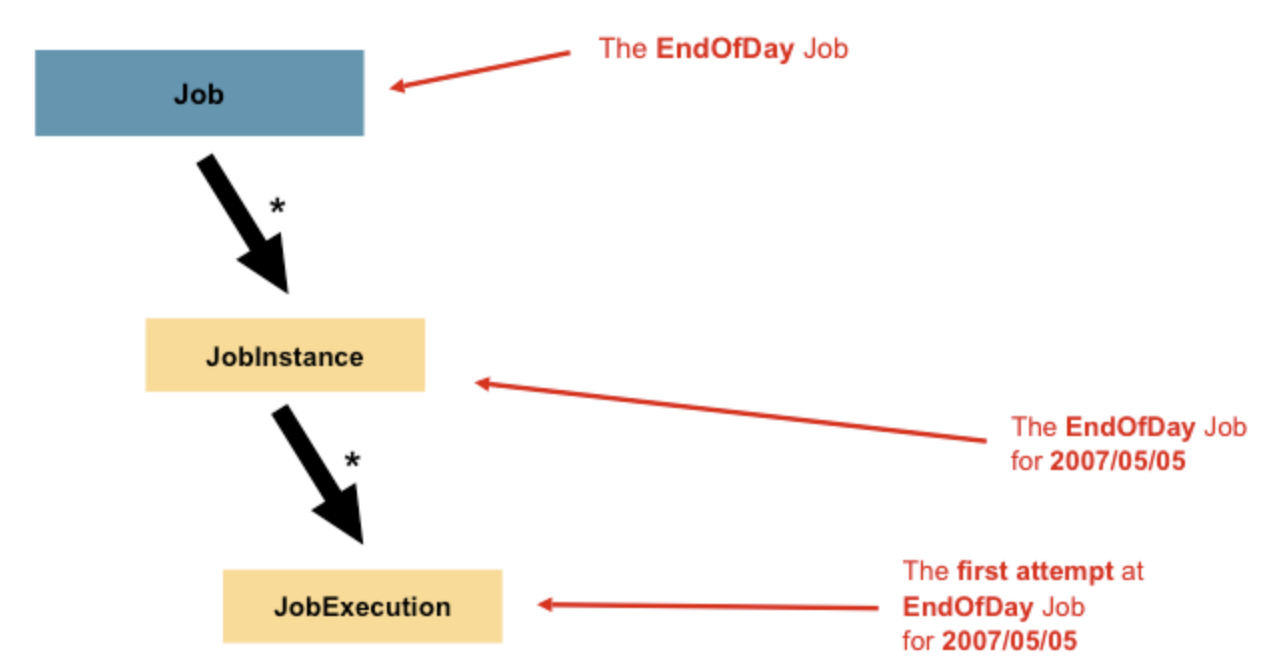 The EndOfDay Job
Job
*
JobInstance
The EndOfDay Job
for 2007/05/05
*
JobExecution
The first attempt at
EndOfDay Job
for 2007/05/05